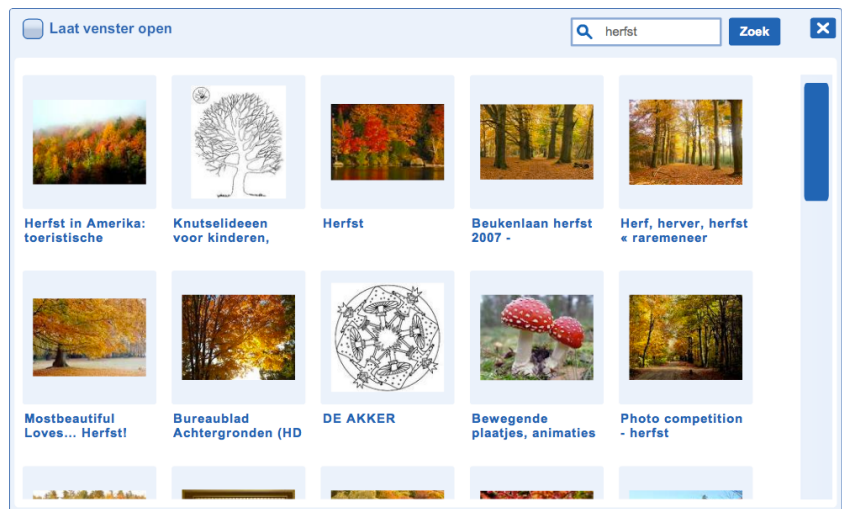 Laat venster open
herfst
Zoek
Herfst in Amerika:
toeristische
Knutselideeen
voor kinderen,
Herfst
Beukenlaan herfst
2007 -
Herf, herver, herfst
« raremeneer
Mostbeautiful
Loves... Herfst!
Bureaublad
Achtergronden (HD
DE AKKER
Bewegende
plaatjes, animaties
Photo competition
- herfst